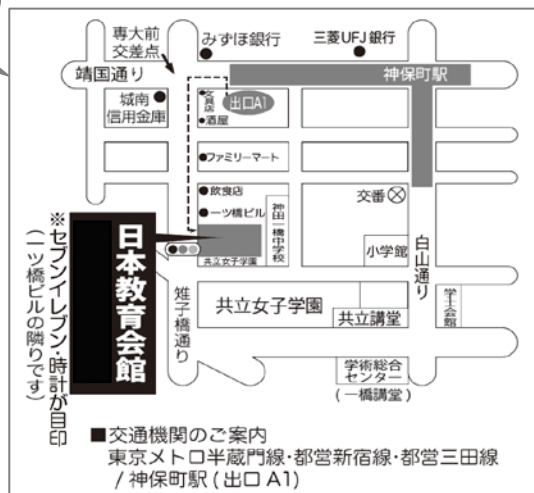 専大前
交差点
みずほ銀行
三菱UFJ銀行
靖国通り
神保町駅
城南
信用金庫
文具店
出口A1
酒屋
ファミリーマート
飲食店
一ツ橋ビル
神田一橋中学校
交番
小学館
白山通り
日本教育会館
※セブンイレブン・時計が目印
(一ツ橋ビルの隣りです)
共立女子学園
雉子橋通り
共立女子学園
共立講堂
学士会館
学術総合
センター
(一橋講堂)
■交通機関のご案内
東京メトロ半蔵門線・都営新宿線・都営三田線
/ 神保町駅 ( 出口 A1)